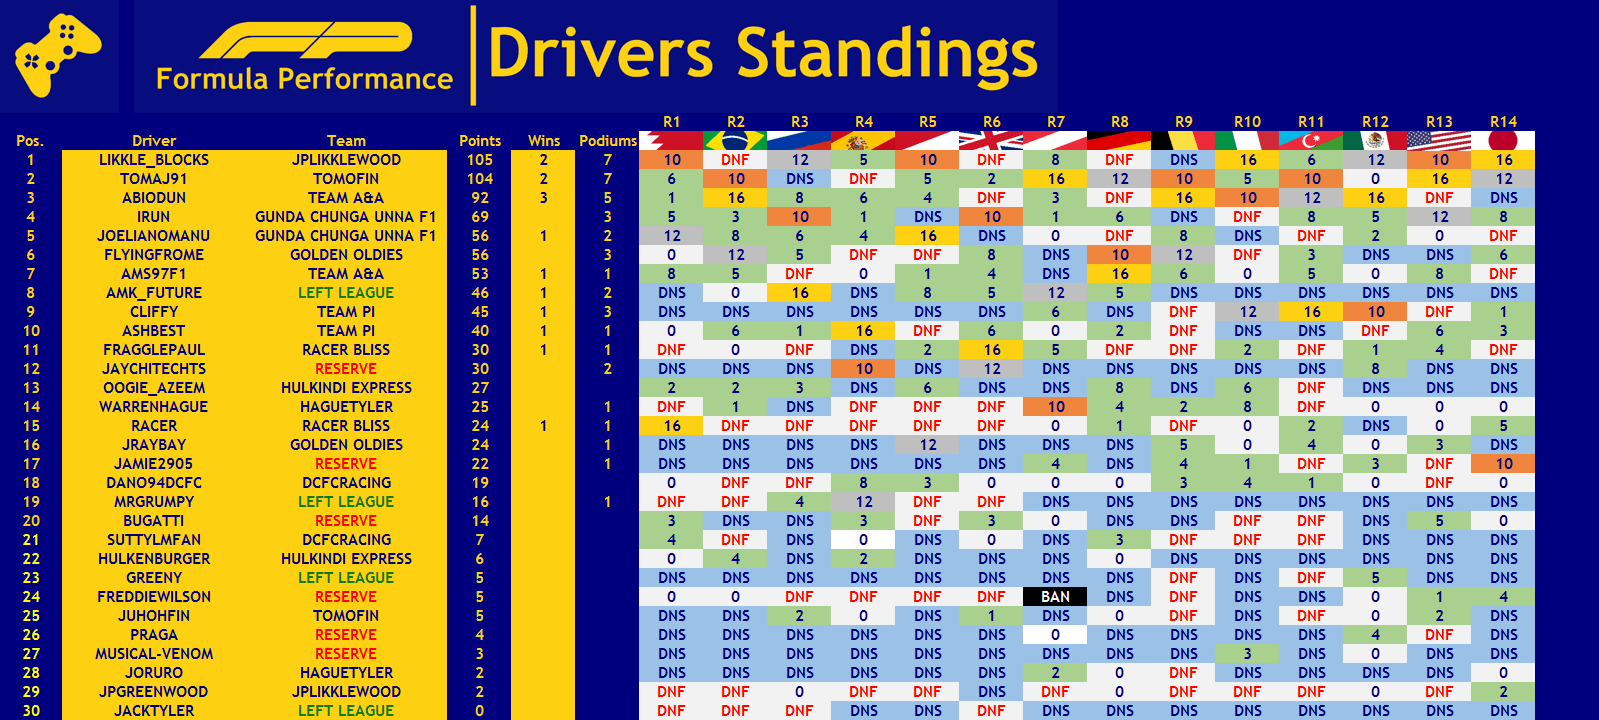 Formula Performance
Drivers Standings
R1 R2 R3 R4 R5 R6 R7 R8 R9 R10 R11 R12 R13 R14
Pos. Driver Team Points Wins Podiums
1 LIKKLE_BLOCKS JPLIKKLEWOOD 105 2 7 10 DNF 12 5 10 DNF 8 DNF DNS 16 6 12 10 16
2 TOMAJ91 TOMOFIN 104 2 7 6 10 DNS DNF 5 2 16 12 10 5 10 0 16 12
3 ABIODUN TEAM A&A 92 3 5 1 16 8 6 4 DNF 3 DNF 16 10 12 16 DNF DNS
4 IRUN GUNDA CHUNGA UNNA F1 69 3 5 3 10 1 DNS 10 1 6 DNS DNF 8 5 12 8
5 JOELIANOMANU GUNDA CHUNGA UNNA F1 56 1 2 12 8 6 4 16 DNS 0 DNF 8 DNS DNF 2 0 DNF
6 FLYINGFROME GOLDEN OLDIES 56 3 0 12 5 DNF DNF 8 DNS 10 12 DNF 3 DNS DNS 6
7 AMS97F1 TEAM A&A 53 1 1 8 5 DNF 0 1 4 DNS 16 6 0 5 0 8 DNF
8 AMK_FUTURE LEFT LEAGUE 46 1 2 DNS 0 16 DNS 8 5 12 5 DNS DNS DNS DNS DNS DNS
9 CLIFFY TEAM PI 45 1 3 DNS DNS DNS DNS DNS DNS 6 DNS DNF 12 16 10 DNF 1
10 ASHBEST TEAM PI 40 1 1 0 6 1 16 DNF 6 0 2 DNF DNS DNS DNF 6 3
11 FRAGGLEPAUL RACER BLISS 30 1 1 DNF 0 DNF DNS 2 16 5 DNF DNF 2 DNF 1 4 DNF
12 JAYCHITECHTS RESERVE 30 2 DNS DNS DNS 10 DNS 12 DNS DNS DNS DNS DNS 8 DNS DNS
13 OOGIE_AZEEM HULKINDI EXPRESS 27 2 2 3 DNS 6 DNS DNS 8 DNS 6 DNF DNS DNS DNS
14 WARRENHAGUE HAGUETYLER 25 1 DNF 1 DNS DNF DNF DNF 10 4 2 8 DNF 0 0 0
15 RACER RACER BLISS 24 1 1 16 DNF DNF DNF DNF DNF 0 1 DNF 0 2 DNS 0 5
16 JRAYBAY GOLDEN OLDIES 24 1 DNS DNS DNS DNS 12 DNS DNS DNS 5 0 4 0 3 DNS
17 JAMIE2905 RESERVE 22 1 DNS DNS DNS DNS DNS DNS 4 DNS 4 1 DNF 3 DNF 10
18 DANO94DCFC DCFCRACING 19 0 DNF DNF 8 3 0 0 0 3 4 1 0 DNF 0
19 MRGRUMPY LEFT LEAGUE 16 1 DNF DNF 4 12 DNF DNF DNS DNS DNS DNS DNS DNS DNS DNS
20 BUGATTI RESERVE 14 3 DNS DNS 3 DNF 3 0 DNS DNS DNF DNF DNS 5 0
21 SUTTYLMFAN DCFCRACING 7 4 DNF DNS 0 DNS 0 DNS 3 DNF DNF DNF DNS DNS DNS
22 HULKENBURGER HULKINDI EXPRESS 6 0 4 DNS 2 DNS DNS DNS 0 DNS DNS DNS DNS DNS DNS
23 GREENY LEFT LEAGUE 5 DNS DNS DNS DNS DNS DNS DNS DNS DNF DNS DNF 5 DNS DNS
24 FREDDIEWILSON RESERVE 5 0 0 DNF DNF DNF DNF BAN DNS DNF DNS DNS 0 1 4
25 JUHOHFIN TOMOFIN 5 DNS DNS 2 0 DNS 1 DNS 0 DNF DNS DNF 0 2 DNS
26 PRAGA RESERVE 4 DNS DNS DNS DNS DNS DNS 0 DNS DNS DNS DNS 4 DNF DNS
27 MUSICAL-VENOM RESERVE 3 DNS DNS DNS DNS DNS DNS DNS DNS DNS 3 DNS 0 DNS DNS
28 JORURO HAGUETYLER 2 DNS DNS DNS DNS DNS DNS 2 0 DNF DNS DNS DNS DNS 0
29 JPGREENWOOD JPLIKKLEWOOD 2 DNF DNF 0 DNF DNF DNS DNF 0 DNF DNF DNF 0 DNF 2
30 JACKTYLER LEFT LEAGUE 0 DNF DNF DNF DNS DNS DNF DNS DNS DNS DNS DNS DNS DNS DNS